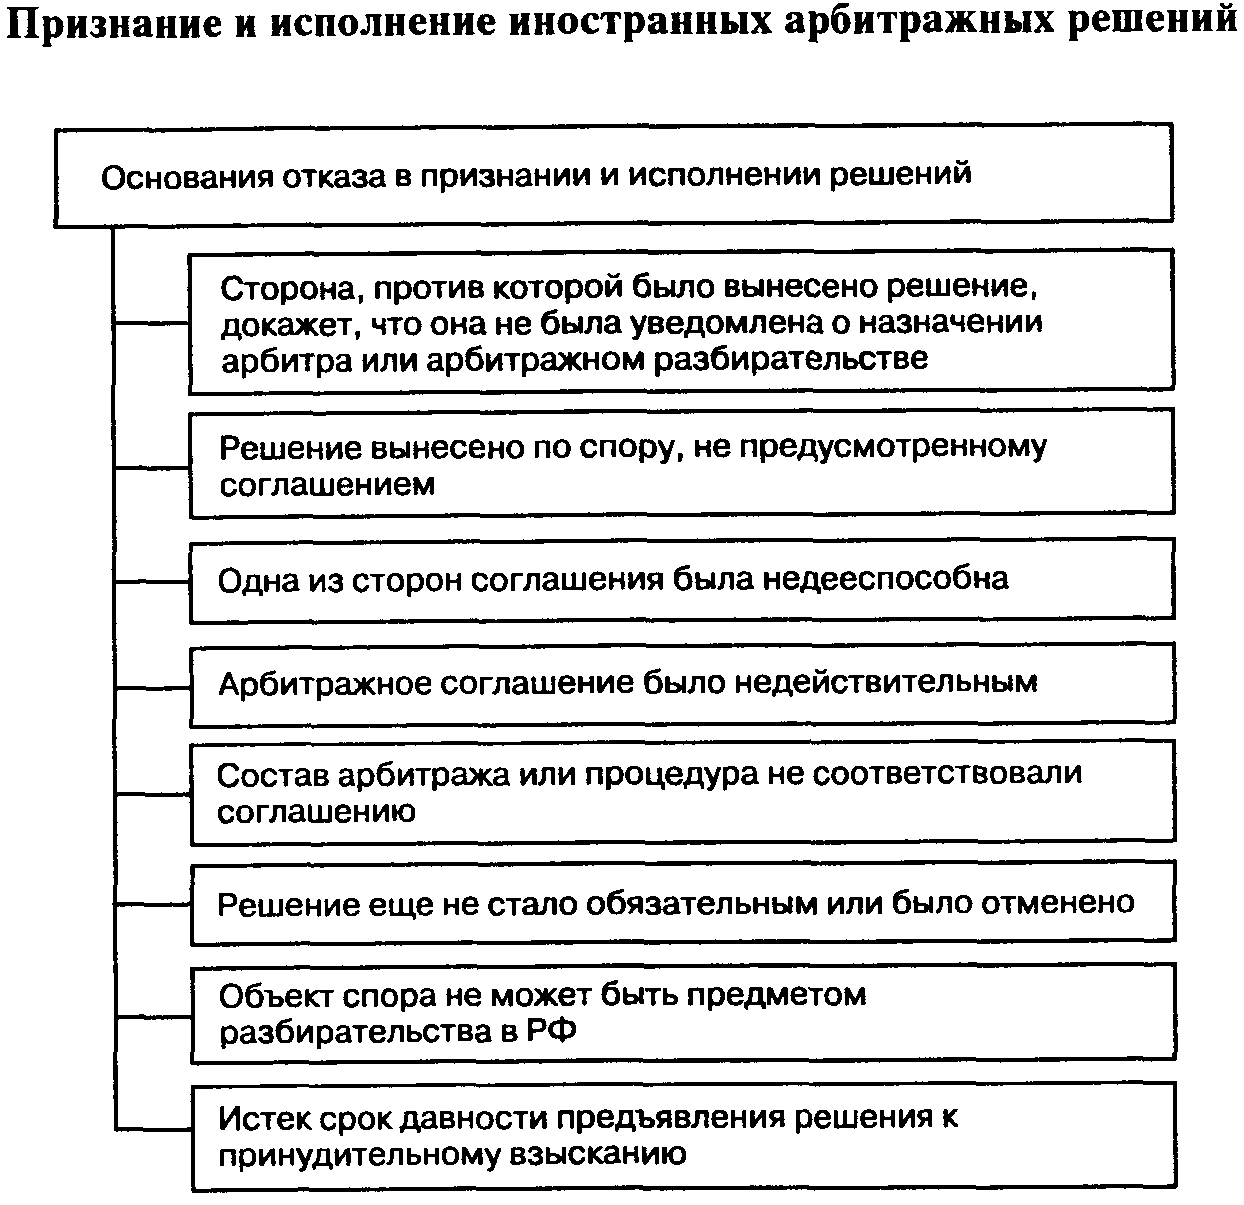 Признание и исполнение иностранных арбитражных решений
Основания отказа в признании и исполнении решений
Сторона, против которой было вынесено решение,
докажет, что она не была уведомлена о назначении
арбитра или арбитражном разбирательстве
Решение вынесено по спору, не предусмотренному
соглашением
Одна из сторон соглашения была недееспособна
Арбитражное соглашение было недействительным
Состав арбитража или процедура не соответствовали
соглашению
Решение еще не стало обязательным или было отменено
Объект спора не может быть предметом
разбирательства в РФ
Истек срок давности предъявления решения к
принудительному взысканию